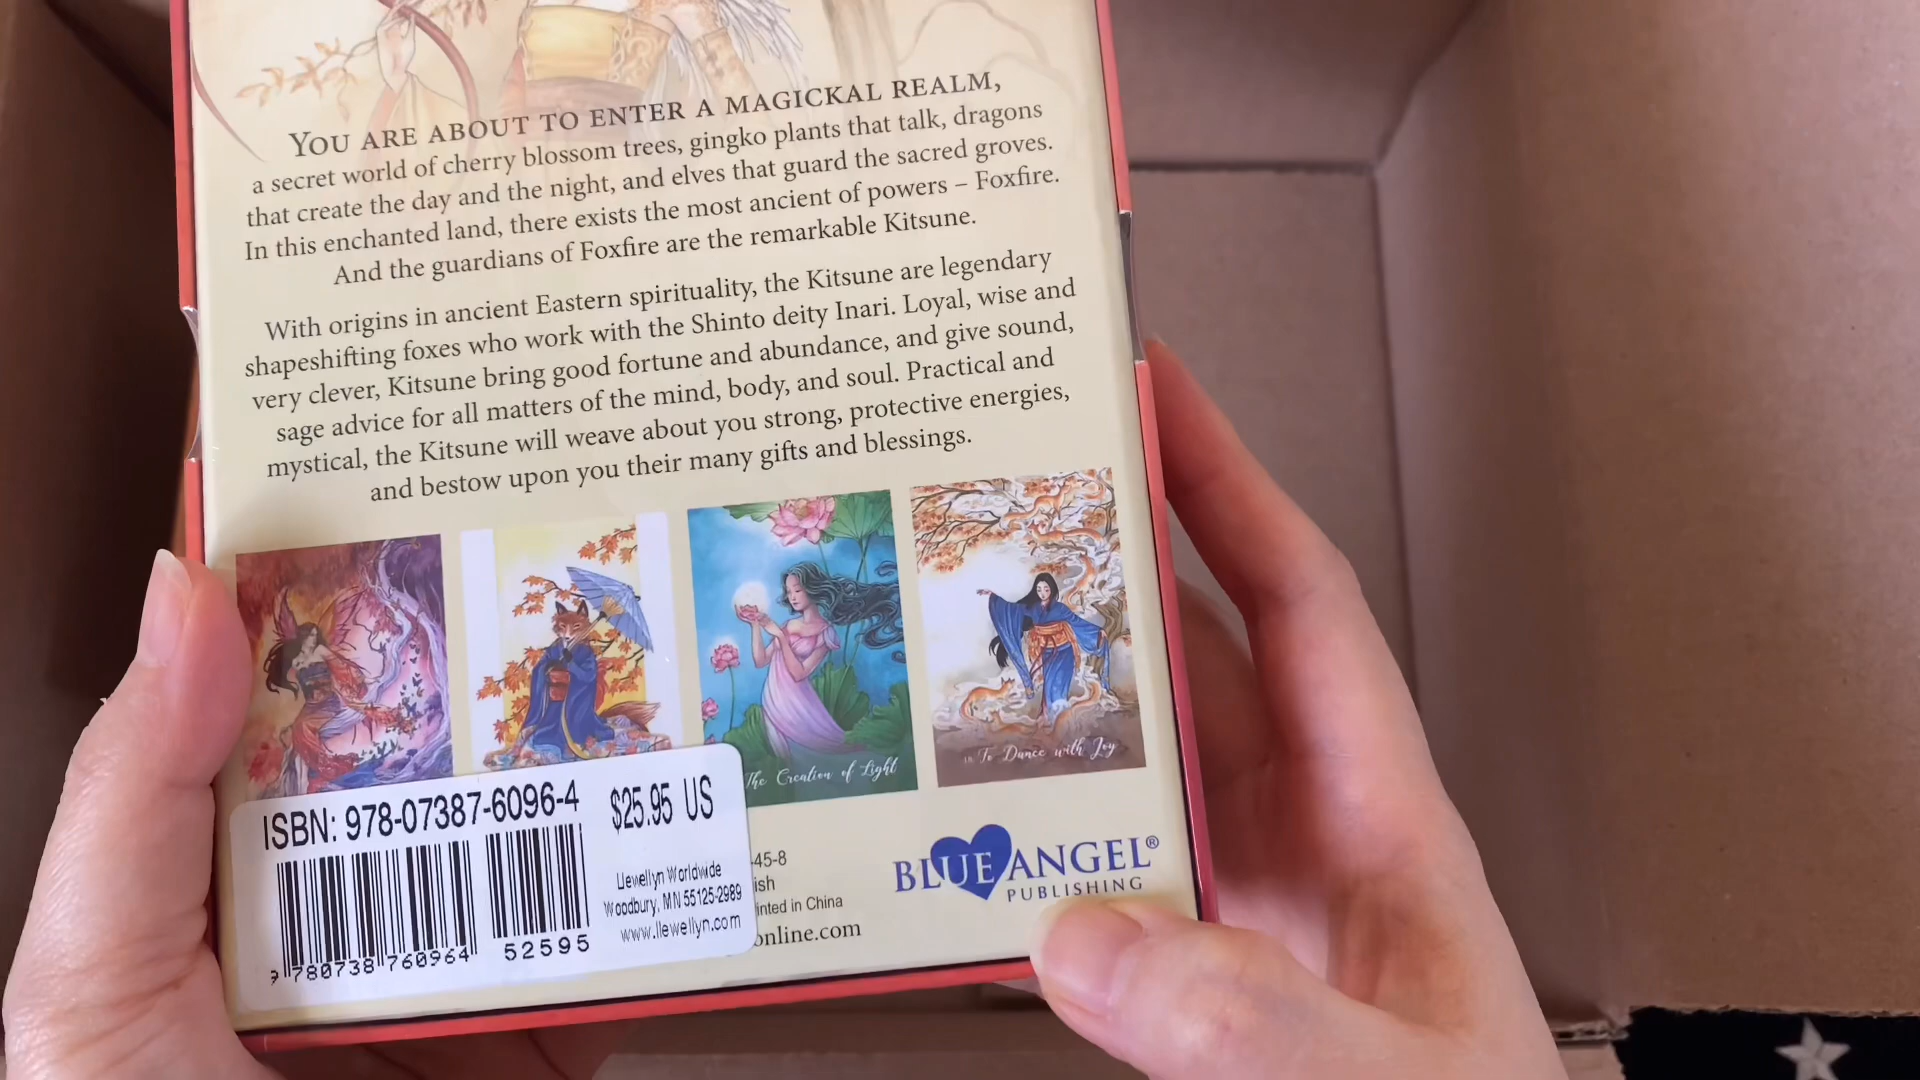 YOU ARE ABOUT TO ENTER A MAGICKAL REALM,
a secret world of cherry blossom trees, gingko plants that talk, dragons
that create the day and the night, and elves that guard the sacred groves.
In this enchanted land, there exists the most ancient of powers – Foxfire.
And the guardians of Foxfire are the remarkable Kitsune.
With origins in ancient Eastern spirituality, the Kitsune are legendary
shapeshifting foxes who work with the Shinto deity Inari. Loyal, wise and
very clever, Kitsune bring good fortune and abundance, and give sound,
sage advice for all matters of the mind, body, and soul. Practical and
mystical, the Kitsune will weave about you strong, protective energies,
and bestow upon you their many gifts and blessings.
The Creation of Light
To Dance with Joy
ISBN: 978-07387-6096-4 $25.95 US
9 780738 760964
52595
Llewellyn Worldwide
Woodbury, MN 55125-2989
www.llewellyn.com
-45-8
ish
inted in China
online.com
BLUE ANGEL®
PUBLISHING